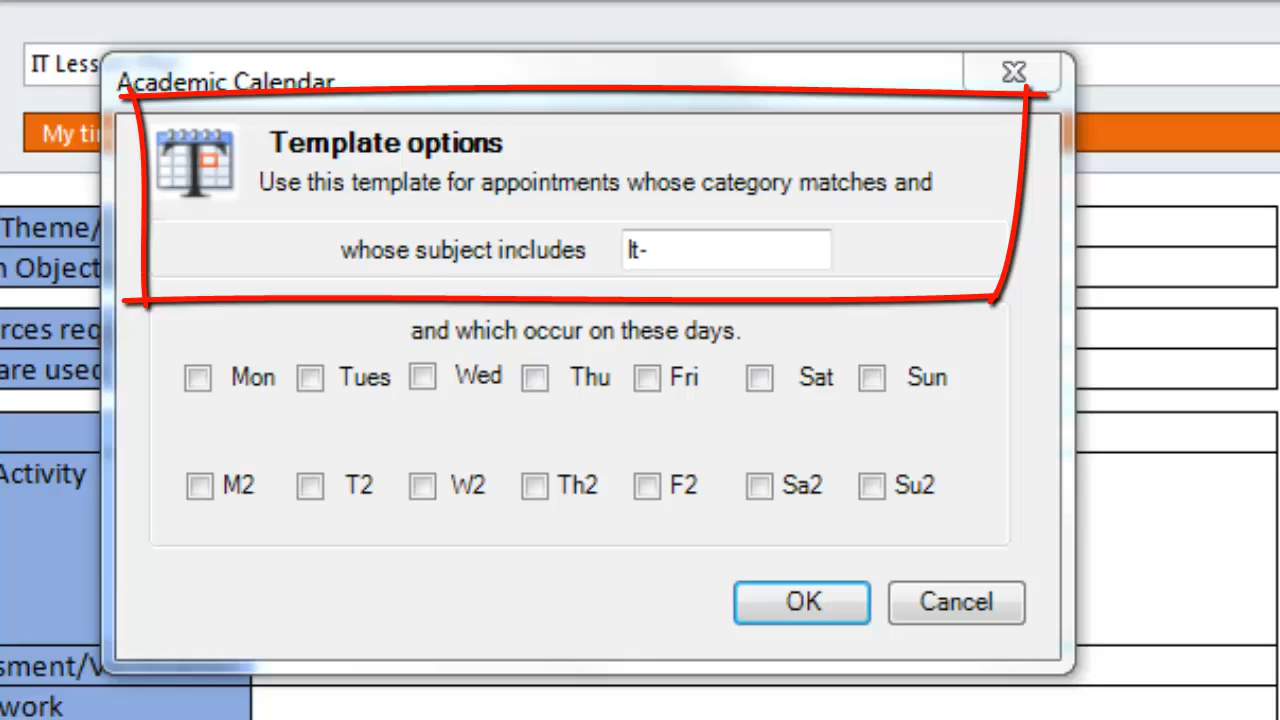 IT Less
Academic Calendar
My ti
Template options
Use this template for appointments whose category matches and
Theme/
whose subject includes It-
n Object
rces req
and which occur on these days.
are used
Mon Tues Wed Thu Fri Sat Sun
Activity
M2 T2 W2 Th2 F2 Sa2 Su2
OK Cancel
sment/V
work